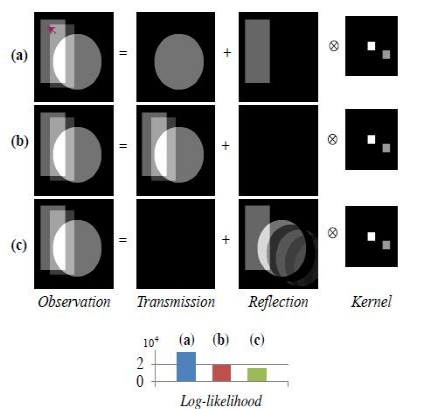 (a) = + ⊗
(b) = + ⊗
(c) = + ⊗
Observation Transmission Reflection Kernel
10⁴ (a) (b) (c)
2
0
Log-likelihood